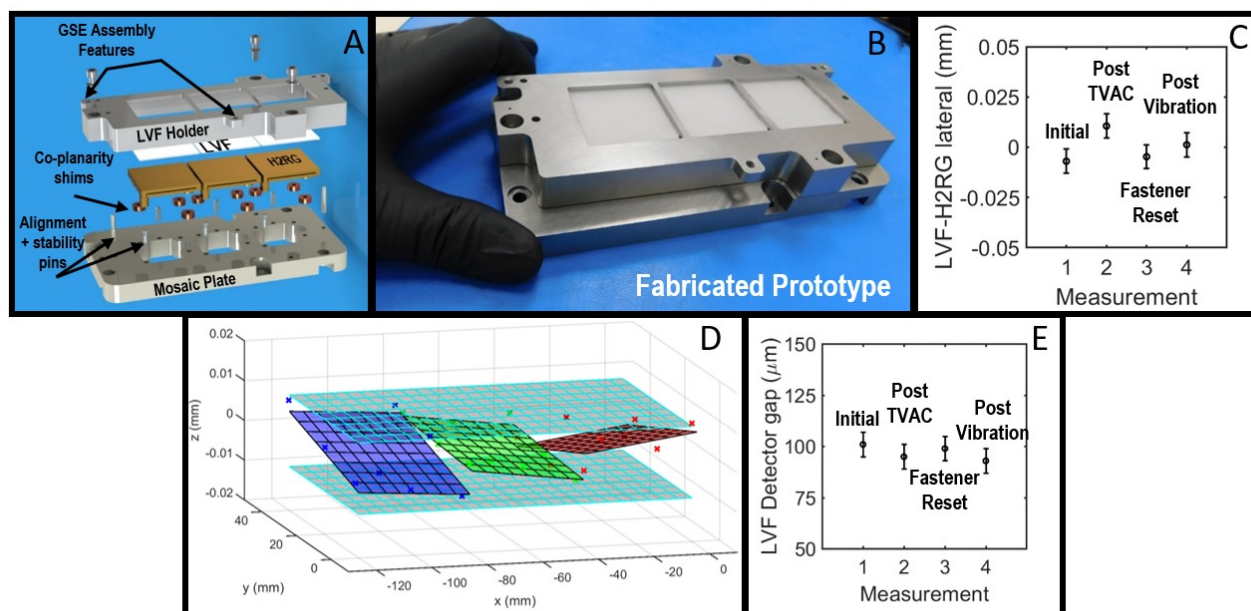 A
GSE Assembly
Features
LVF Holder
LVF
Co-planarity
shims
H2RG
Alignment
+ stability
pins
Mosaic Plate
B
Fabricated Prototype
C
LVF-H2RG lateral (mm)
0.05
0.025
0
-0.025
-0.05
Initial
Post
TVAC
Fastener
Reset
Post
Vibration
1 2 3 4
Measurement
D
z (mm)
0.02
0.01
0
-0.01
-0.02
40
20
0
y (mm)
-120 -100 -80 -60 -40 -20 0
x (mm)
E
LVF Detector gap (μm)
150
125
100
75
50
Initial
Post
TVAC
Fastener
Reset
Post
Vibration
1 2 3 4
Measurement